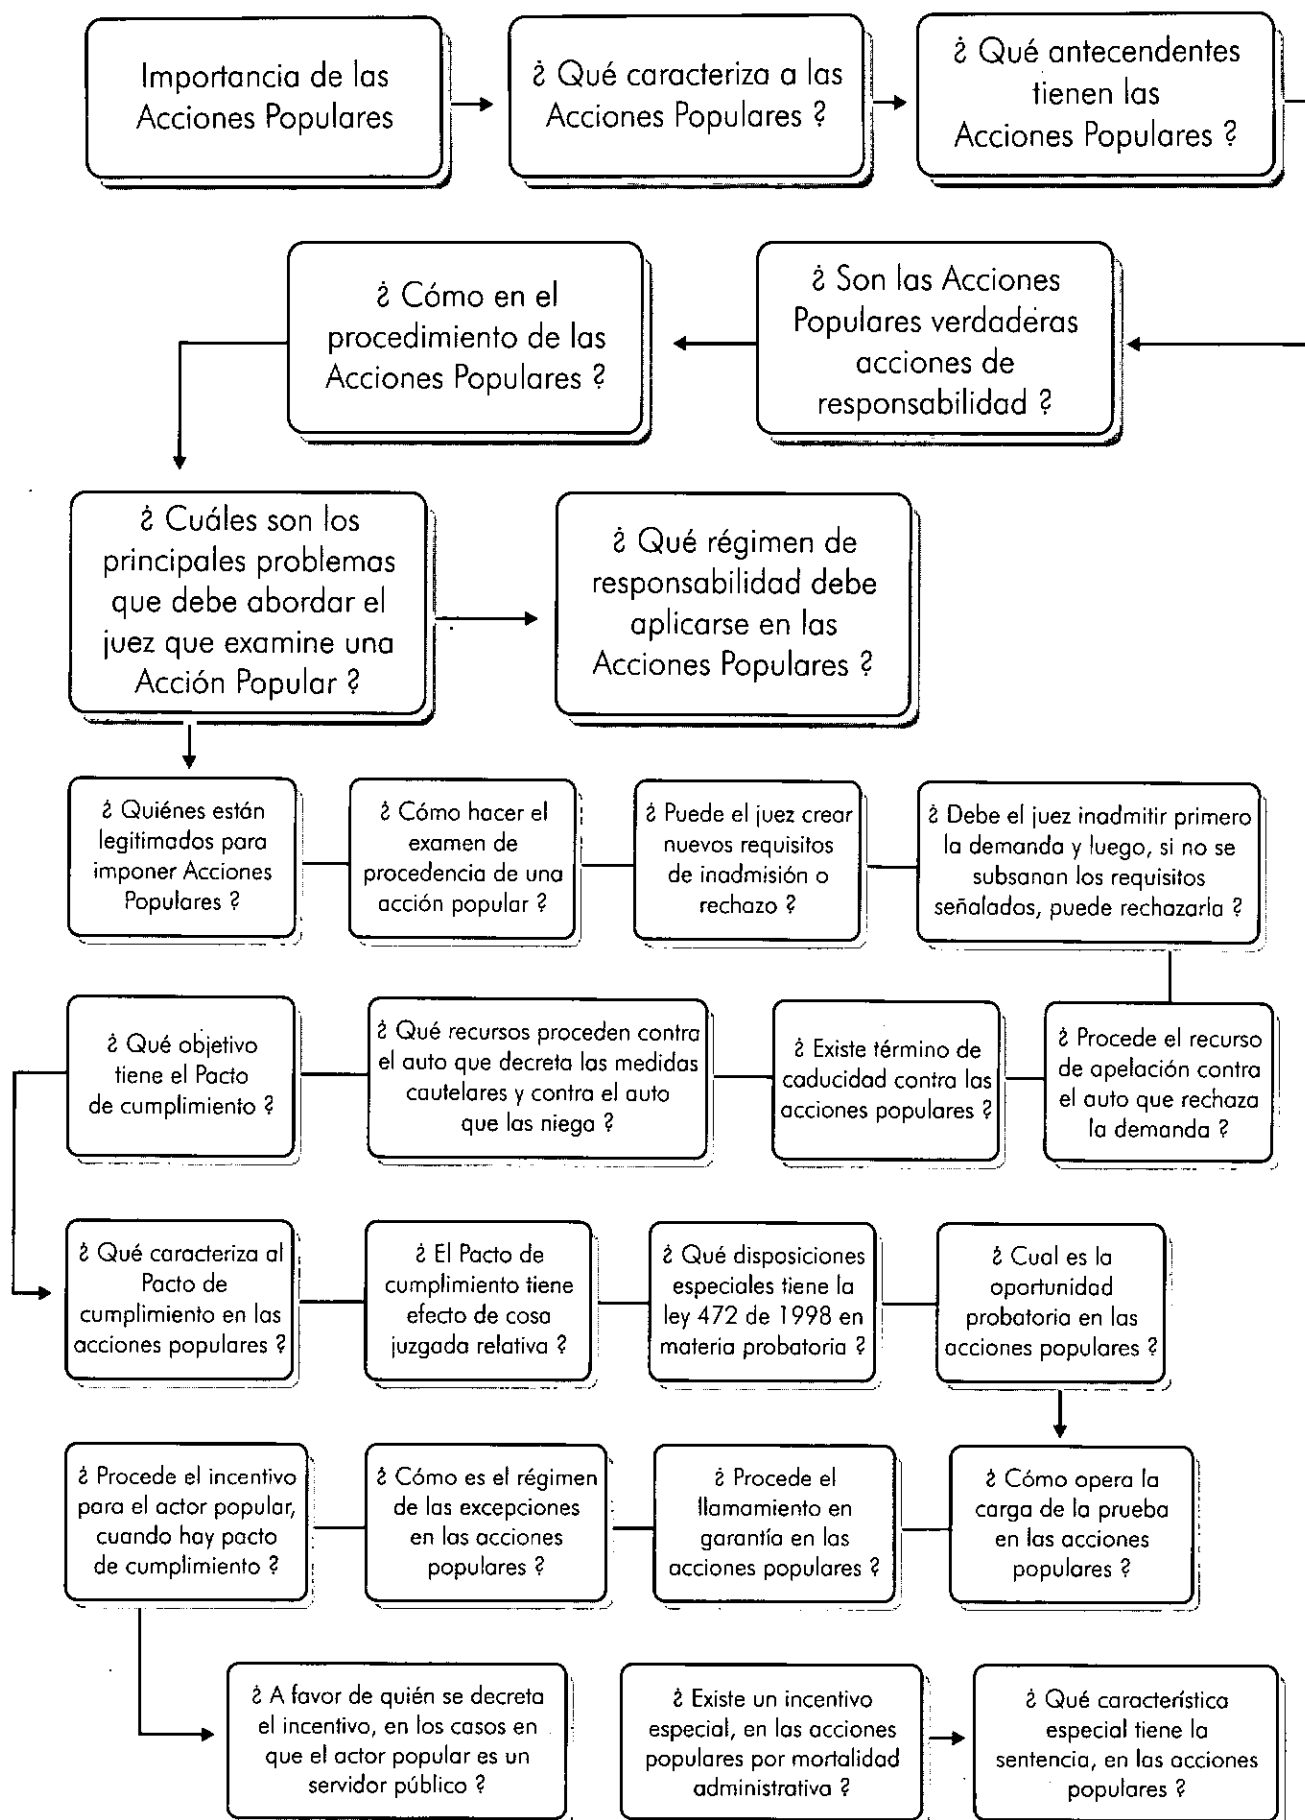 Importancia de las
Acciones Populares
¿ Qué caracteriza a las
Acciones Populares ?
¿ Qué antecendentes
tienen las
Acciones Populares ?
¿ Son las Acciones
Populares verdaderas
acciones de
responsabilidad ?
¿ Cómo en el
procedimiento de las
Acciones Populares ?
¿ Cuáles son los
principales problemas
que debe abordar el
juez que examine una
Acción Popular ?
¿ Qué régimen de
responsabilidad debe
aplicarse en las
Acciones Populares ?
¿ Quiénes están
legitimados para
imponer Acciones
Populares ?
¿ Cómo hacer el
examen de
procedencia de una
acción popular ?
¿ Puede el juez crear
nuevos requisitos
de inadmisión o
rechazo ?
¿ Debe el juez inadmitir primero
la demanda y luego, si no se
subsanan los requisitos
señalados, puede rechazarla ?
¿ Procede el recurso
de apelación contra
el auto que rechaza
la demanda ?
¿ Existe término de
caducidad contra las
acciones populares ?
¿ Qué recursos proceden contra
el auto que decreta las medidas
cautelares y contra el auto
que las niega ?
¿ Qué objetivo
tiene el Pacto
de cumplimiento ?
¿ Qué caracteriza al
Pacto de
cumplimiento en las
acciones populares ?
¿ El Pacto de
cumplimiento tiene
efecto de cosa
juzgada relativa ?
¿ Qué disposiciones
especiales tiene la
ley 472 de 1998 en
materia probatoria ?
¿ Cual es la
oportunidad
probatoria en las
acciones populares ?
¿ Cómo opera la
carga de la prueba
en las acciones
populares ?
¿ Procede el
llamamiento en
garantía en las
acciones populares ?
¿ Cómo es el régimen
de las excepciones
en las acciones
populares ?
¿ Procede el incentivo
para el actor popular,
cuando hay pacto
de cumplimiento ?
¿ A favor de quién se decreta
el incentivo, en los casos en
que el actor popular es un
servidor público ?
¿ Existe un incentivo
especial, en las acciones
populares por mortalidad
administrativa ?
¿ Qué característica
especial tiene la
sentencia, en las acciones
populares ?